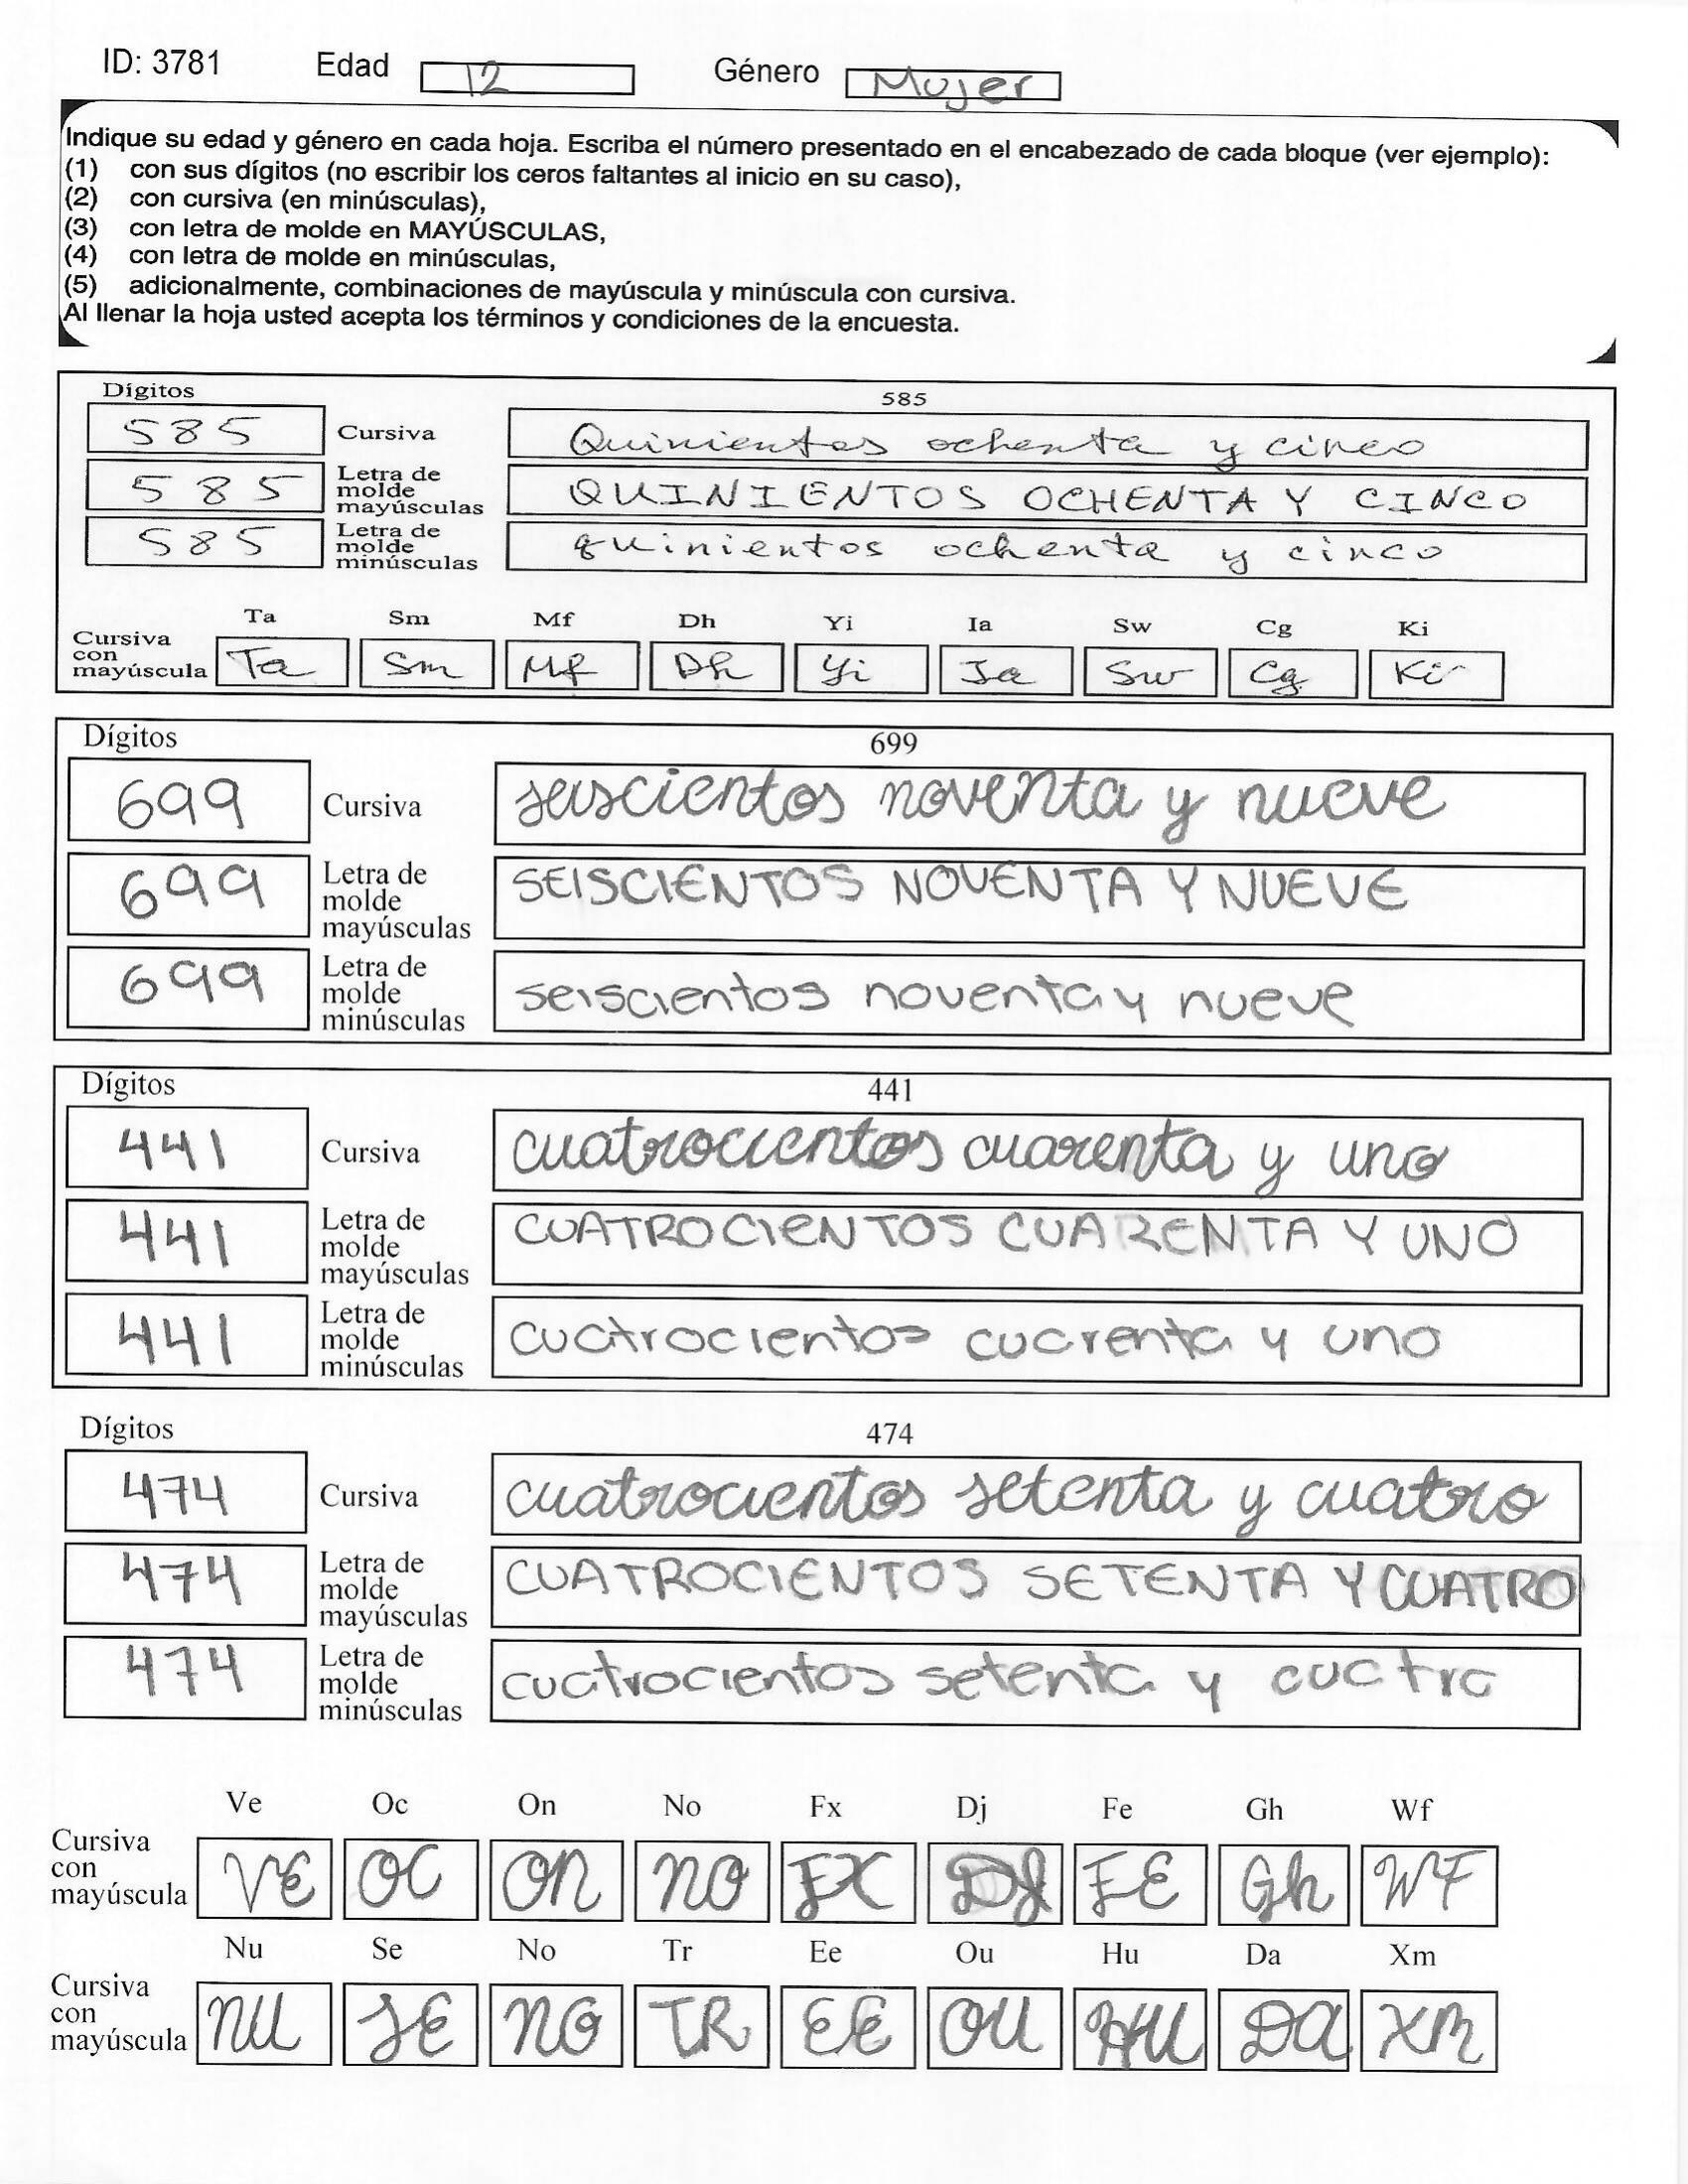 ID: 3781 Edad 12 Género Mujer
Indique su edad y género en cada hoja. Escriba el número presentado en el encabezado de cada bloque (ver ejemplo):
(1) con sus dígitos (no escribir los ceros faltantes al inicio en su caso),
(2) con cursiva (en minúsculas),
(3) con letra de molde en MAYÚSCULAS,
(4) con letra de molde en minúsculas,
(5) adicionalmente, combinaciones de mayúscula y minúscula con cursiva.
Al llenar la hoja usted acepta los términos y condiciones de la encuesta.
Dígitos 585
585 Cursiva Quinientos ochenta y cinco
585 Letra de molde mayúsculas QUINIENTOS OCHENTA Y CINCO
585 Letra de molde minúsculas quinientos ochenta y cinco
Ta Sm Mf Dh Yi Ia Sw Cg Ki
Cursiva con mayúscula Ta Sm Mf Dh Yi Ia Sw Cg Ki
Dígitos 699
699 Cursiva seiscientos noventa y nueve
699 Letra de molde mayúsculas SEISCIENTOS NOVENTA Y NUEVE
699 Letra de molde minúsculas seiscientos noventa y nueve
Dígitos 441
441 Cursiva cuatrocientos cuarenta y uno
441 Letra de molde mayúsculas CUATROCIENTOS CUARENTA Y UNO
441 Letra de molde minúsculas cuatrocientos cuarenta y uno
Dígitos 474
474 Cursiva cuatrocientos setenta y cuatro
474 Letra de molde mayúsculas CUATROCIENTOS SETENTA Y CUATRO
474 Letra de molde minúsculas cuatrocientos setenta y cuatro
Ve Oc On No Fx Dj Fe Gh Wf
Cursiva con mayúscula VE OC On NO FX DJ FE Gh WF
Nu Se No Tr Ee Ou Hu Da Xm
Cursiva con mayúscula NU SE NO TR EE OU HU DA Xm